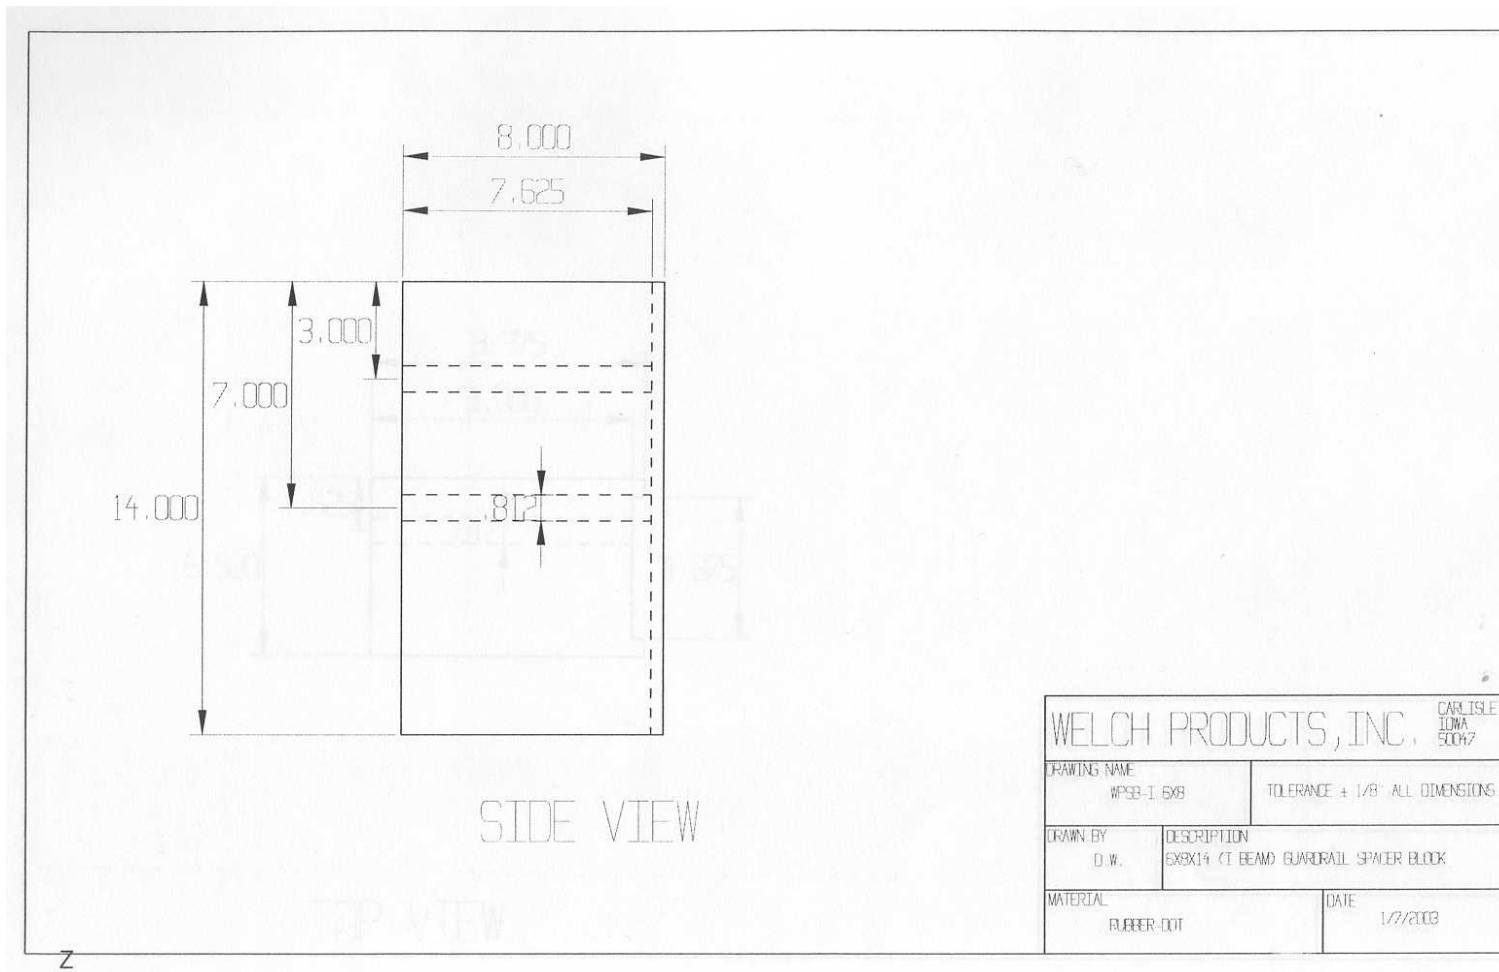 8.000
7.625
3.000
7.000
14.000
.812
SIDE VIEW
TOP VIEW
WELCH PRODUCTS, INC.
CARLISLE
IOWA
50047
DRAWING NAME
WPSB-I 6X8
TOLERANCE ± 1/8" ALL DIMENSIONS
DRAWN BY
D.W.
DESCRIPTION
6X8X14 (I BEAM) GUARDRAIL SPACER BLOCK
MATERIAL
RUBBER-DOT
DATE
1/7/2003
Z